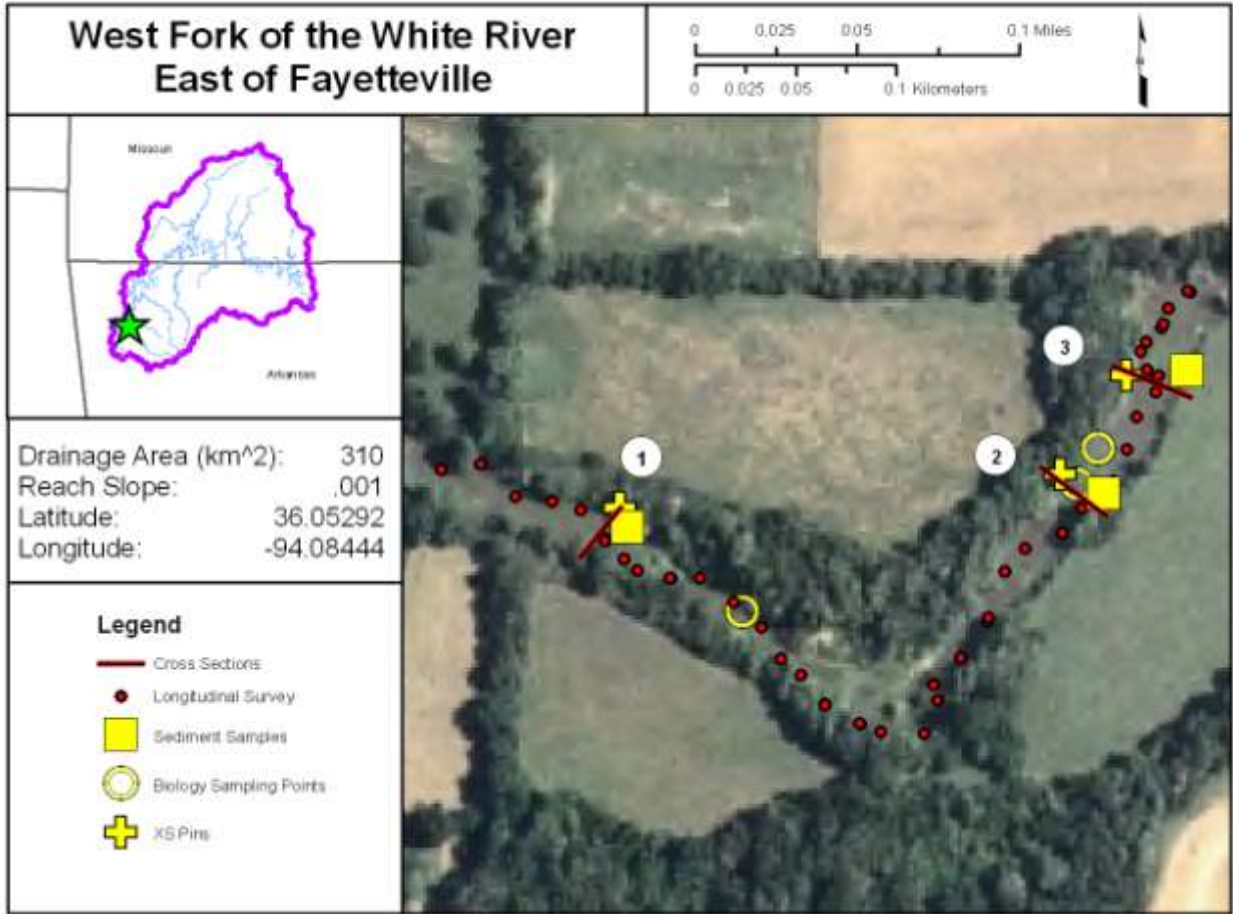 West Fork of the White River
East of Fayetteville
0 0.025 0.05 0.1 Miles
0 0.025 0.05 0.1 Kilometers
N
Missouri
Arkansas
Drainage Area (km^2): 310
Reach Slope: .001
Latitude: 36.05292
Longitude: -94.08444
Legend
Cross Sections
Longitudinal Survey
Sediment Samples
Biology Sampling Points
XS Pins
1
2
3